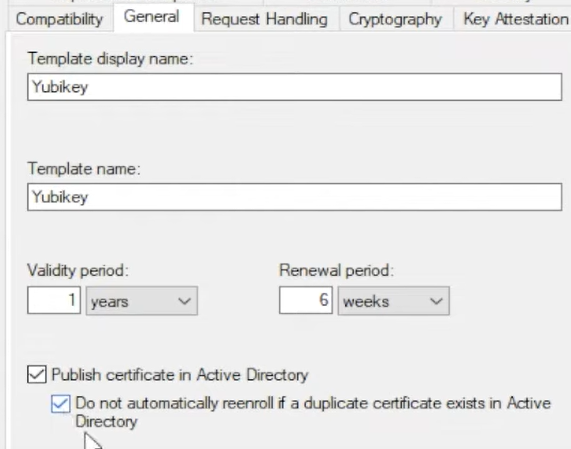 Compatibility General Request Handling Cryptography Key Attestation
Template display name:
Yubikey
Template name:
Yubikey
Validity period: Renewal period:
1 years 6 weeks
Publish certificate in Active Directory
Do not automatically reenroll if a duplicate certificate exists in Active
Directory